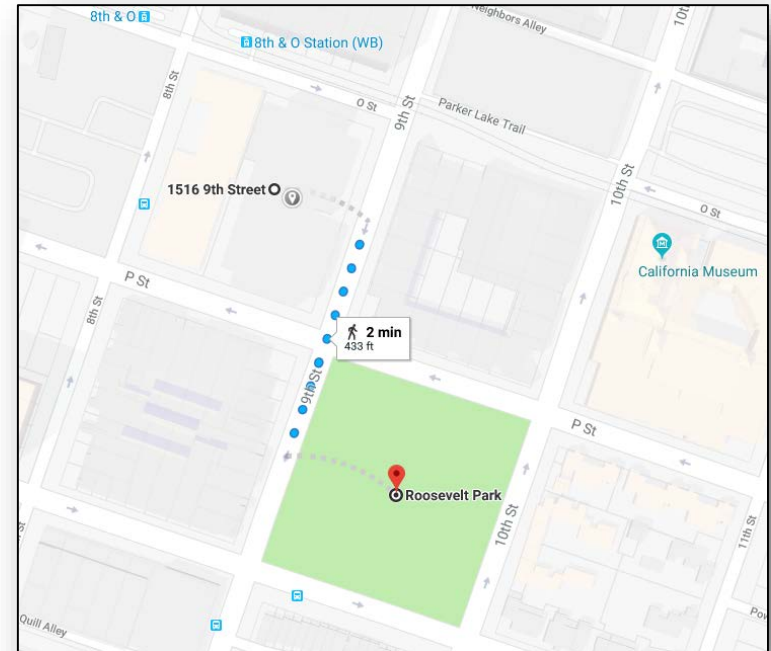 8th & O
8th & O Station (WB)
Neighbors Alley
10th
8th St
O St
9th St
Parker Lake Trail
10th St
1516 9th Street
O St
California Museum
P St
8th St
2 min
433 ft
9th St
P St
Roosevelt Park
10th St
11th St
St
Quill Alley
Pov